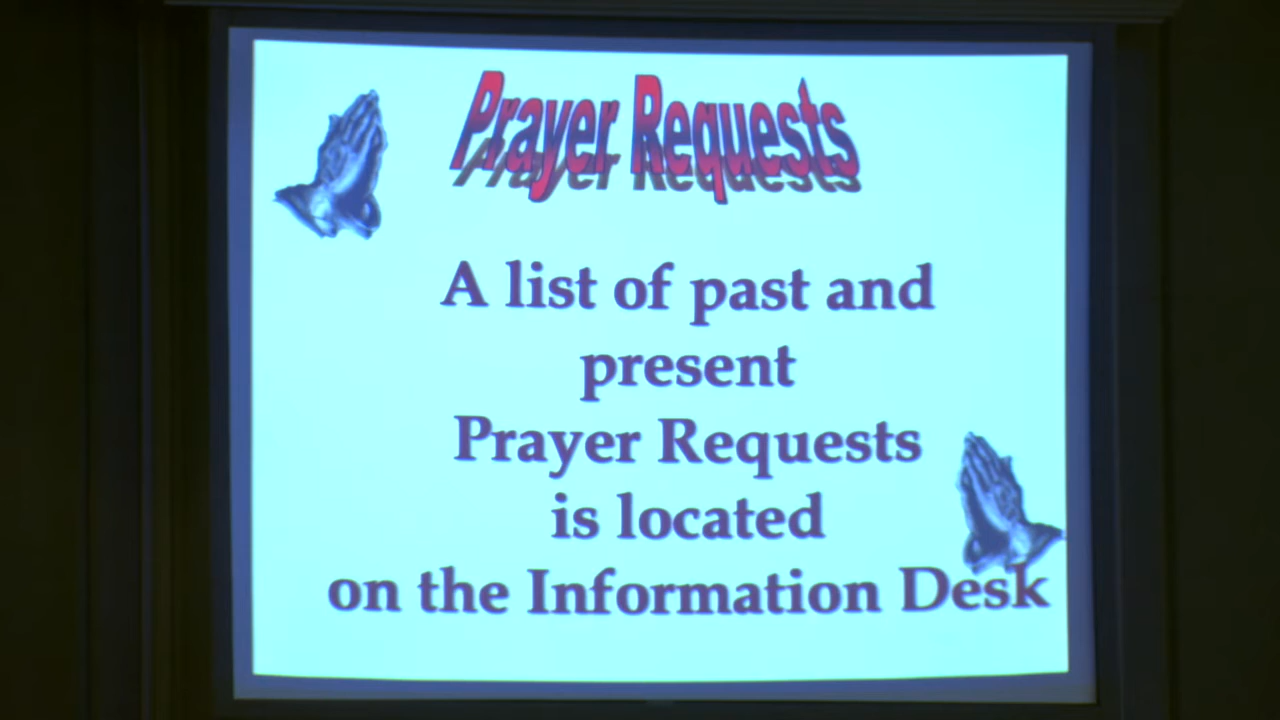 Prayer Requests
A list of past and
present
Prayer Requests
is located
on the Information Desk